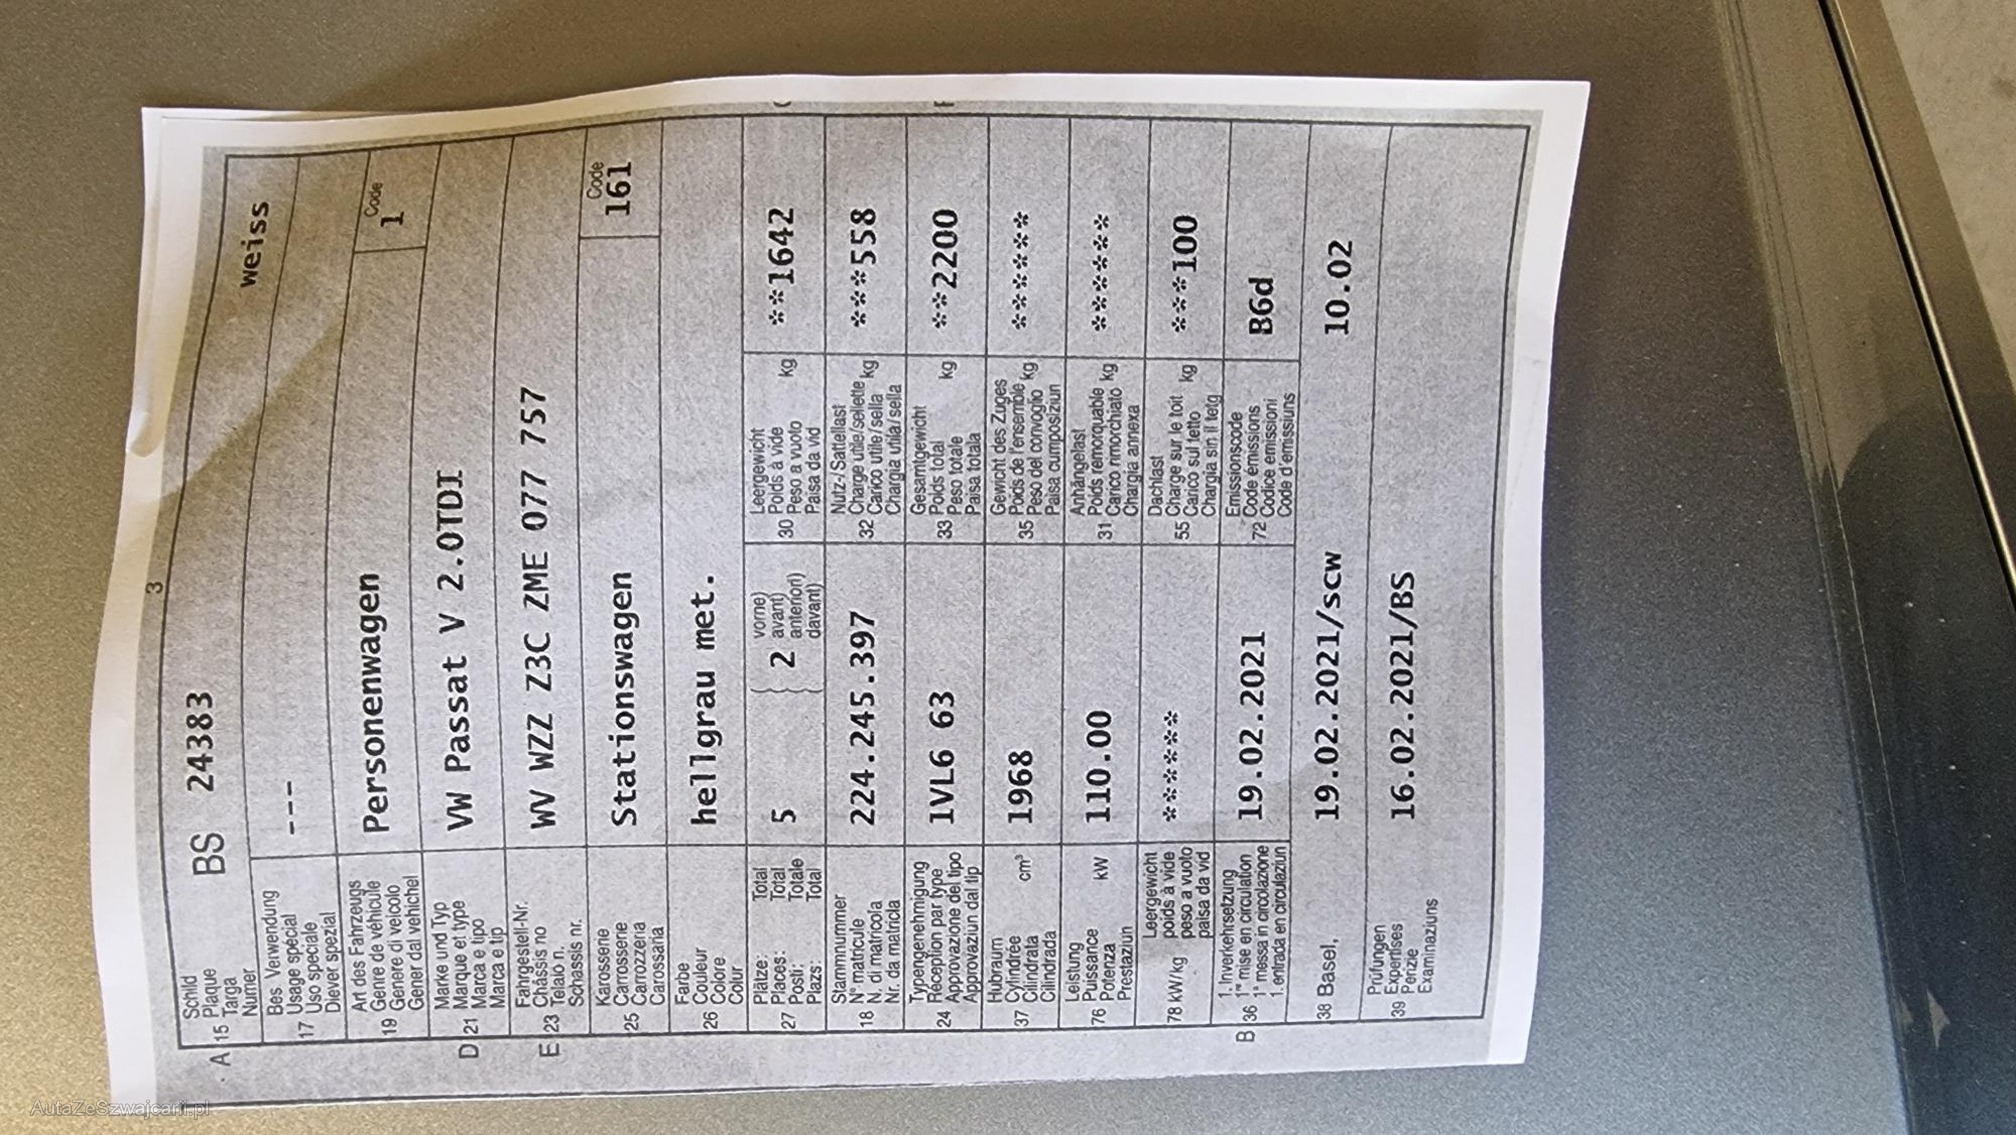 3
Schild
Plaque
A 15 Targa
Numer
BS 24383
weiss
Bes. Verwendung
Usage spécial
17 Uso speciale
Diever spezial
---
Art des Fahrzeugs
Genre de véhicule
19 Genere di veicolo
Gener dal vehichel
Personenwagen
Code
1
Marke und Typ
Marque et type
D 21 Marca e tipo
Marca e tip
VW Passat V 2.0TDI
Fahrgestell-Nr.
Châssis no
E 23 Telaio n.
Schassis nr.
WV WZZ Z3C ZME 077 757
Karosserie
Carrosserie
25 Carrozzeria
Carossaria
Stationswagen
Code
161
Farbe
Couleur
26 Colore
Colur
hellgrau met.
Plätze: Total
Places: Total
27 Posti: Totale
Plazs: Total
5
2
vorne)
avant)
anteriori)
davant)
Leergewicht
Poids à vide
30 Peso a vuoto kg
Paisa da vid
**1642
Stammnummer
N° matricule
18 N. di matricola
Nr. da matricla
224.245.397
Nutz-/Sattellast
Charge utile/sellette
32 Carico utile/sella kg
Chargia utila/sella
***558
Typengenehmigung
Réception par type
24 Approvazione del tipo
Approvaziun dal tip
1VL6 63
Gesamtgewicht
Poids total
33 Peso totale kg
Paisa totala
**2200
Hubraum
Cylindrée
37 Cilindrata cm³
Cilindrada
1968
Gewicht des Zuges
Poids de l'ensemble
35 Peso del convoglio kg
Paisa cumposiziun
*******
Leistung
Puissance
76 Potenza kW
Prestaziun
110.00
Anhängelast
Poids remorquable
31 Carico rimorchiato kg
Chargia annexa
*******
Leergewicht
poids à vide
78 kW/kg peso a vuoto
paisa da vid
******
Dachlast
Charge sur le toit
55 Carico sul tetto kg
Chargia sin il tetg
***100
1. Inverkehrsetzung
1re mise en circulation
B 36 1a messa in circolazione
1. entrada en circulaziun
19.02.2021
Emissionscode
Code émissions
72 Codice emissioni
Code d'emissiuns
B6d
38 Basel, 19.02.2021/scw 10.02
Prüfungen
Expertises
39 Perizie
Examinaziuns
16.02.2021/BS
AutaZeSzwajcarii.pl